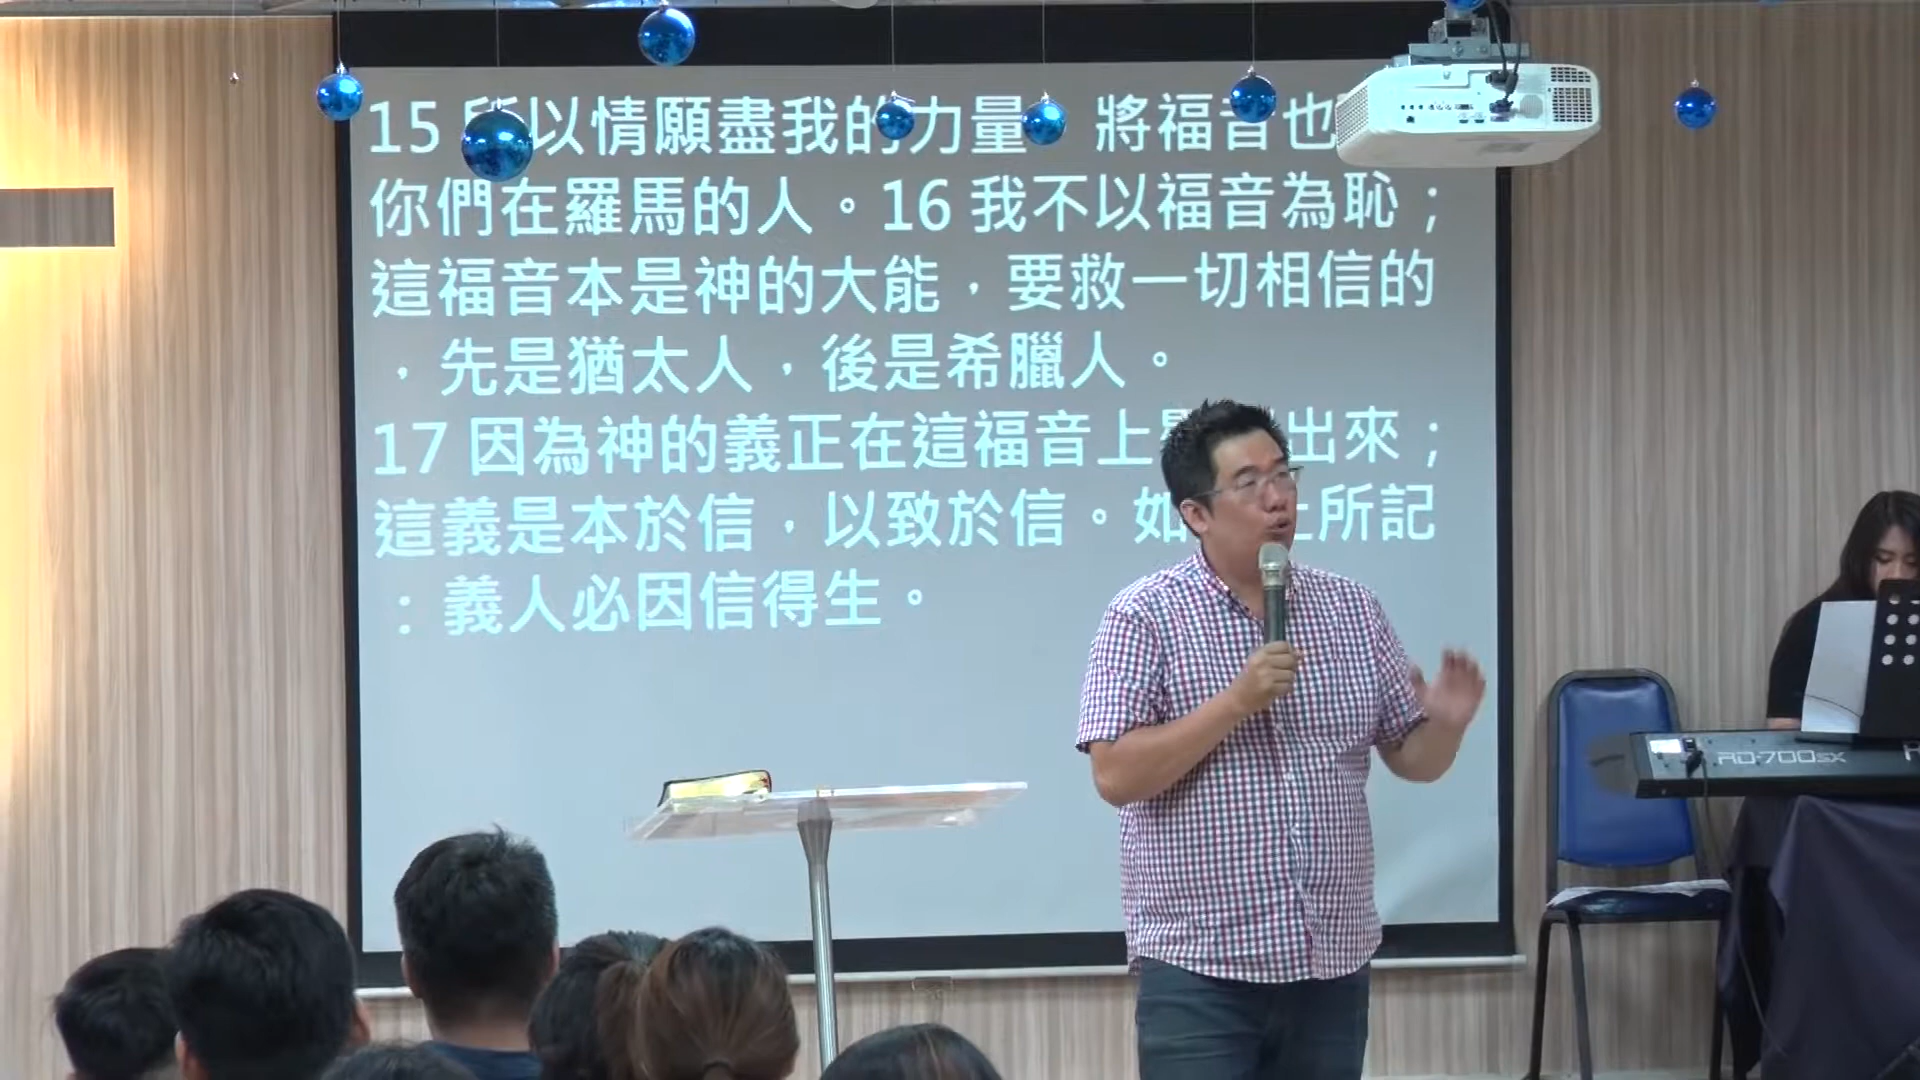 15 以情願盡我的力量 將福音也
你們在羅馬的人。16 我不以福音為恥；
這福音本是神的大能，要救一切相信的
，先是猶太人，後是希臘人。
17 因為神的義正在這福音上 出來；
這義是本於信，以致於信。如 上所記
：義人必因信得生。
RD-700SX